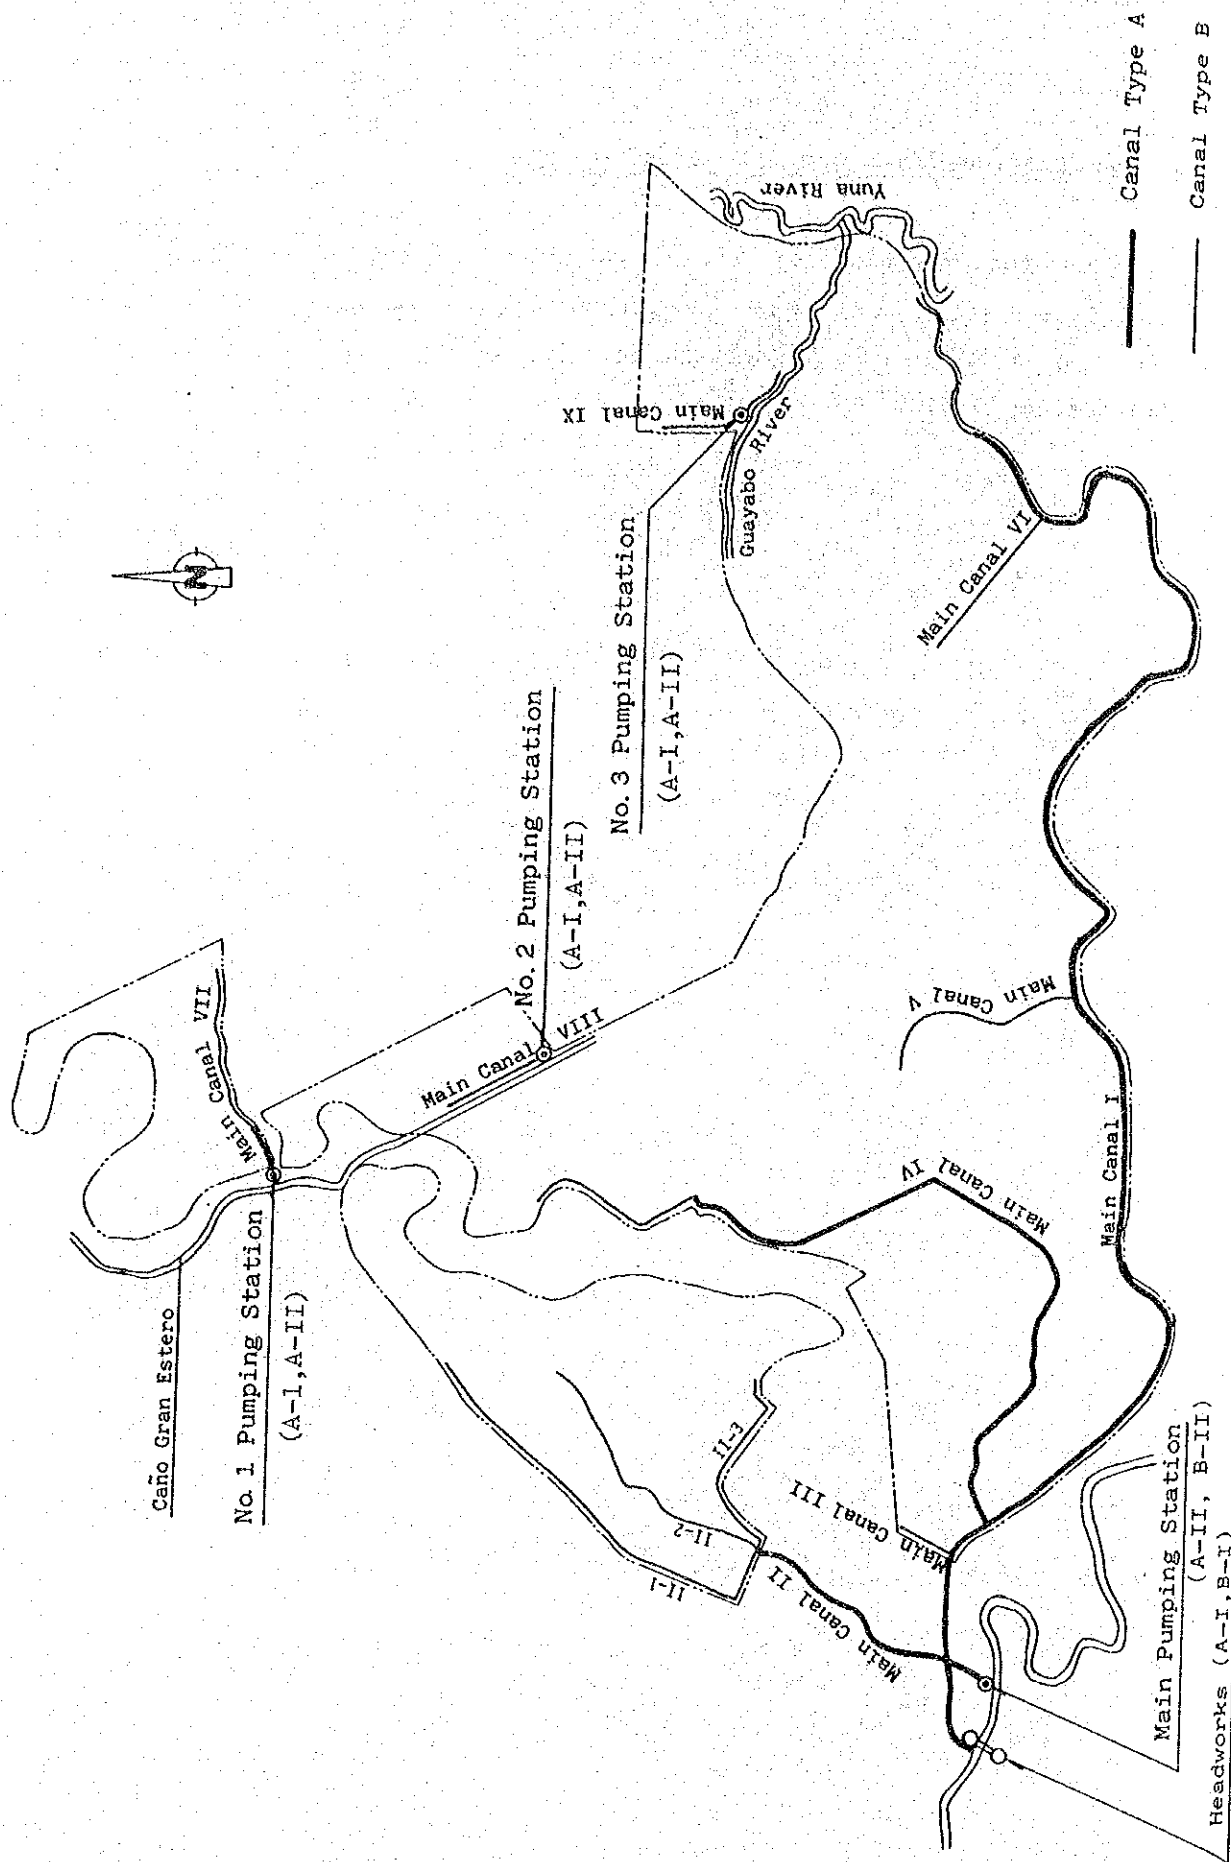 Caño Gran Estero
No. 1 Pumping Station
(A-I,A-II)
Main Canal VII
Main Canal VIII
No. 2 Pumping Station
(A-I,A-II)
No. 3 Pumping Station
(A-I,A-II)
Main Canal IX
Guayabo River
Yuna River
N
Main Canal VI
Main Canal V
Main Canal I
Main Canal IV
Main Canal III
Main Canal II
II-1
II-2
II-3
Main Pumping Station
(A-II, B-II)
Headworks (A-I,B-I)
Canal Type A
Canal Type B